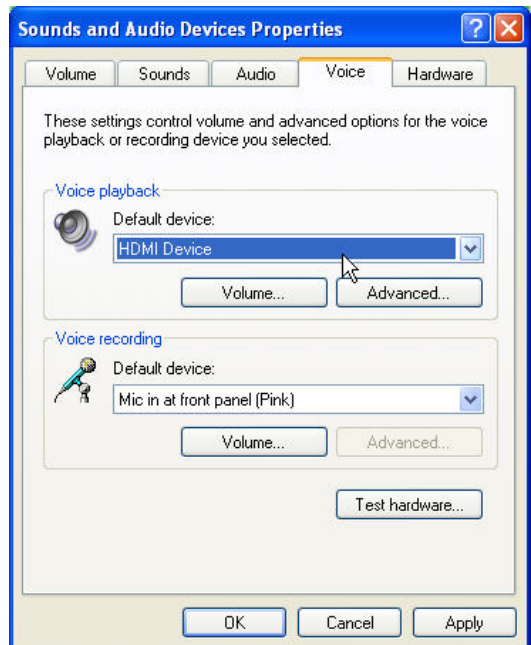 Sounds and Audio Devices Properties
?
X
Volume
Sounds
Audio
Voice
Hardware
These settings control volume and advanced options for the voice
playback or recording device you selected.
Voice playback
Default device:
HDMI Device
Volume...
Advanced...
Voice recording
Default device:
Mic in at front panel (Pink)
Volume...
Advanced...
Test hardware...
OK
Cancel
Apply